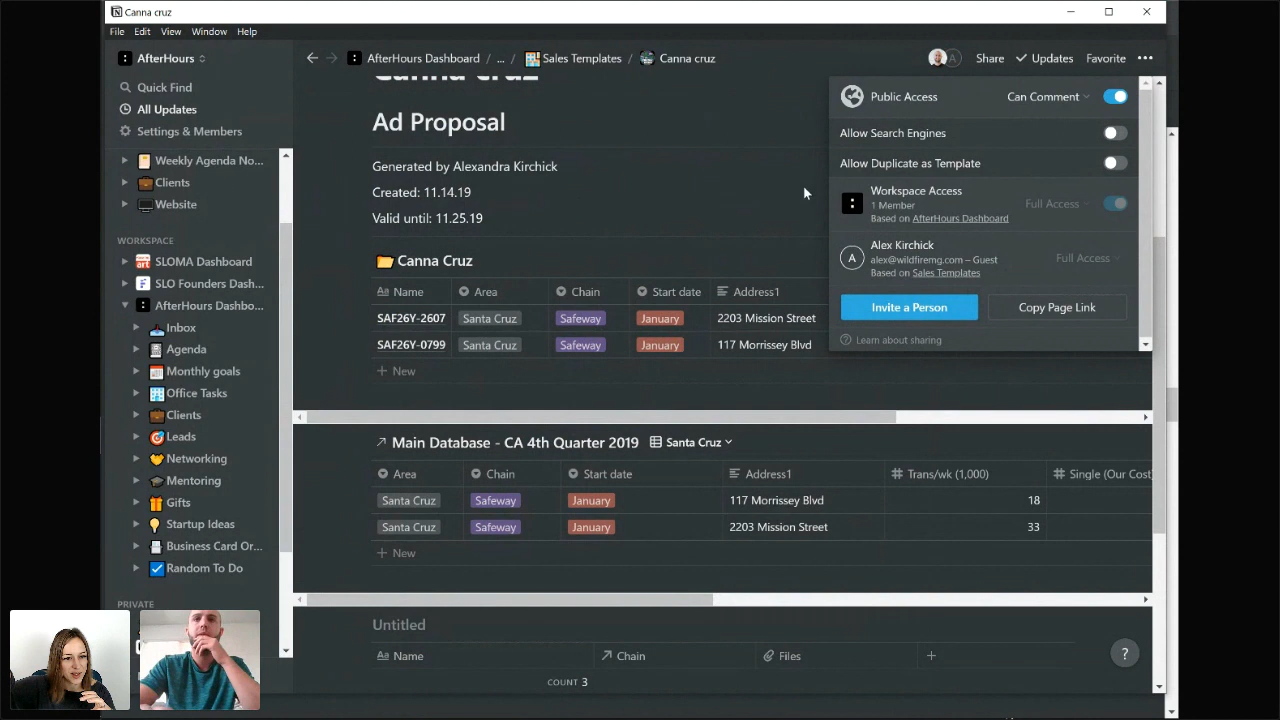 Canna cruz
File Edit View Window Help
AfterHours
AfterHours Dashboard / ... / Sales Templates / Canna cruz
A
Share
Updates
Favorite
Quick Find
All Updates
Settings & Members
Weekly Agenda No...
Clients
Website
WORKSPACE
SLOMA Dashboard
SLO Founders Dash...
AfterHours Dashbo...
Inbox
Agenda
Monthly goals
Office Tasks
Clients
Leads
Networking
Mentoring
Gifts
Startup Ideas
Business Card Or...
Random To Do
PRIVATE
Canna cruz
Ad Proposal
Generated by Alexandra Kirchick
Created: 11.14.19
Valid until: 11.25.19
Canna Cruz
Aa Name Area Chain Start date Address1
SAF26Y-2607 Santa Cruz Safeway January 2203 Mission Street
SAF26Y-0799 Santa Cruz Safeway January 117 Morrissey Blvd
+ New
Public Access Can Comment
Allow Search Engines
Allow Duplicate as Template
Workspace Access
1 Member
Full Access
Based on AfterHours Dashboard
Alex Kirchick
A
alex@wildfiremg.com – Guest
Full Access
Based on Sales Templates
Invite a Person
Copy Page Link
Learn about sharing
Main Database - CA 4th Quarter 2019 Santa Cruz
Area Chain Start date Address1 # Trans/wk (1,000) # Single (Our Cost)
Santa Cruz Safeway January 117 Morrissey Blvd 18
Santa Cruz Safeway January 2203 Mission Street 33
+ New
Untitled
Aa Name Chain Files +
COUNT 3
?